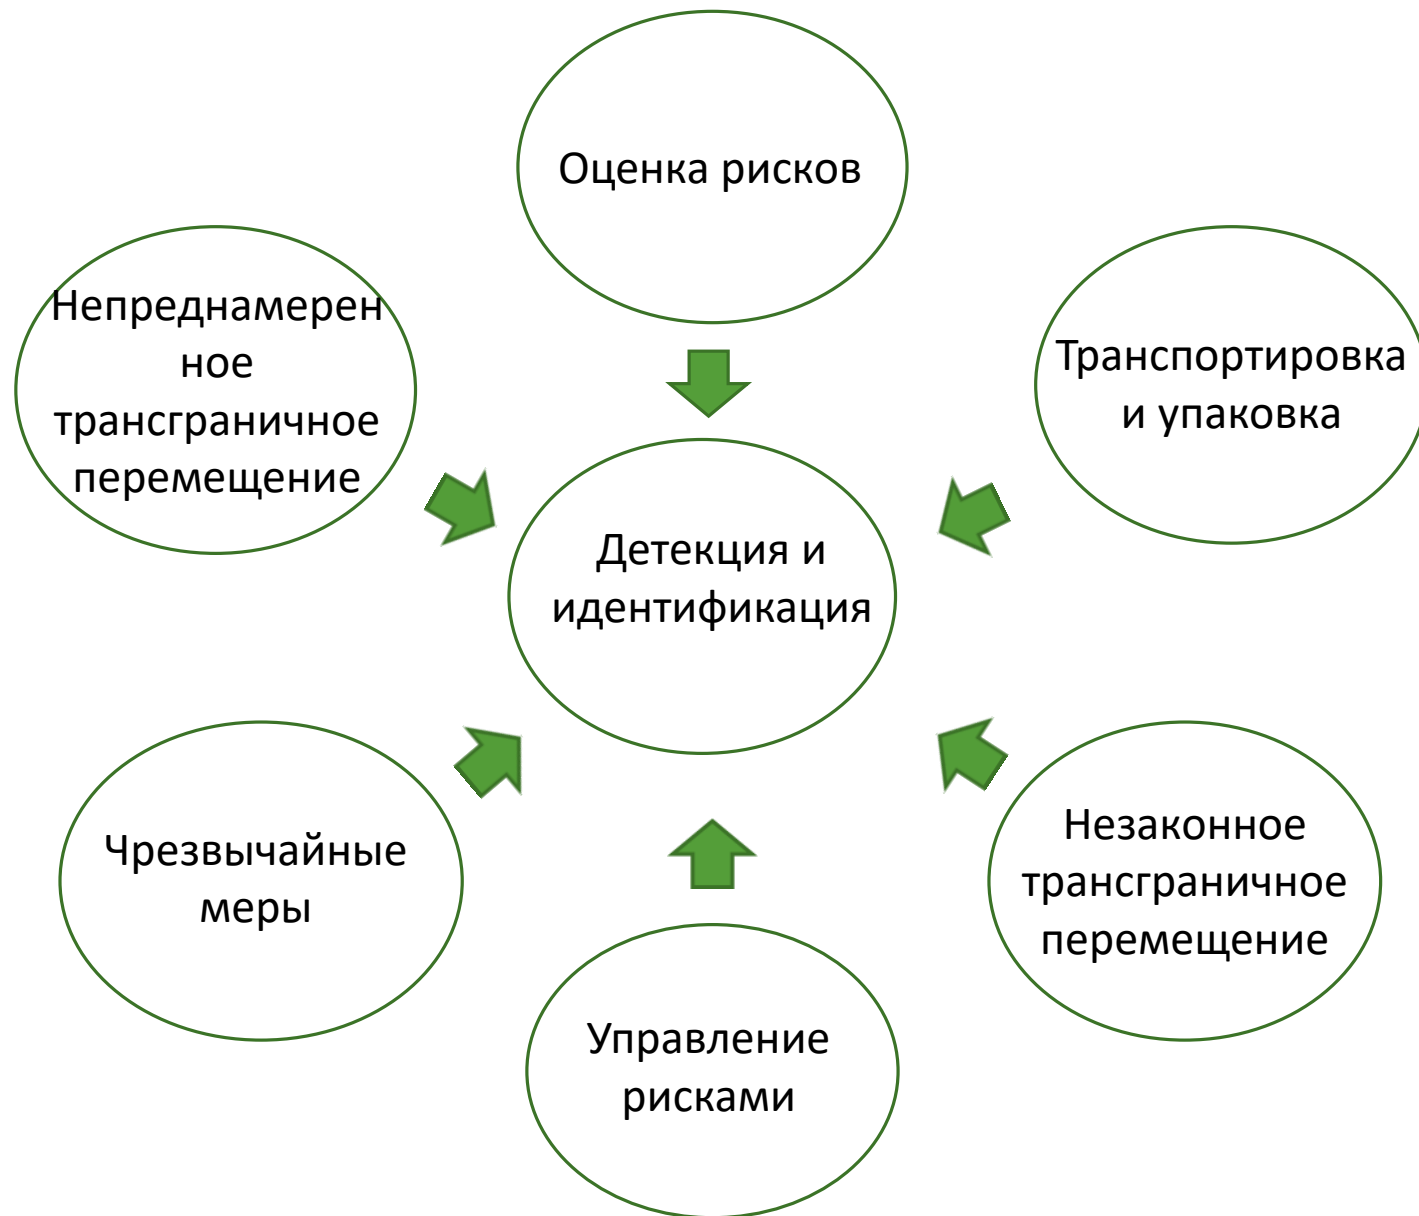 Оценка рисков
Непреднамерен
ное
трансграничное
перемещение
Транспортировка
и упаковка
Детекция и
идентификация
Чрезвычайные
меры
Незаконное
трансграничное
перемещение
Управление
рисками